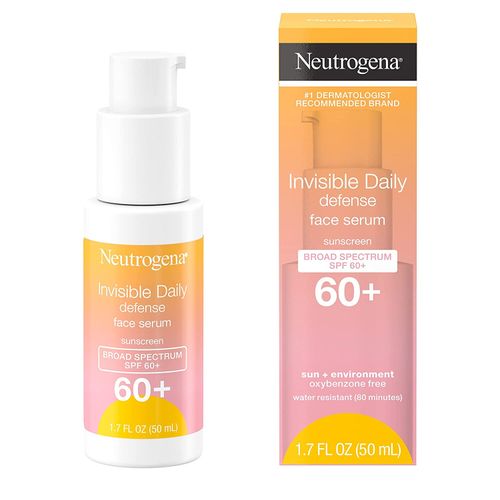 Neutrogena®
Invisible Daily
defense
face serum
sunscreen
BROAD SPECTRUM
SPF 60+
60+
1.7 FL OZ (50 mL)
Neutrogena®
#1 DERMATOLOGIST
RECOMMENDED BRAND
Invisible Daily
defense
face serum
sunscreen
BROAD SPECTRUM
SPF 60+
60+
sun + environment
oxybenzone free
water resistant (80 minutes)
1.7 FL OZ (50 mL)